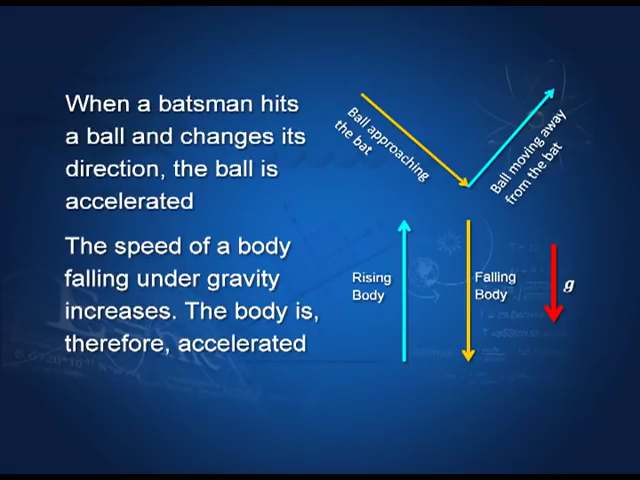 When a batsman hits
a ball and changes its
direction, the ball is
accelerated
Ball approaching
the bat
Ball moving away
from the bat
The speed of a body
falling under gravity
increases. The body is,
therefore, accelerated
Rising
Body
Falling
Body
g